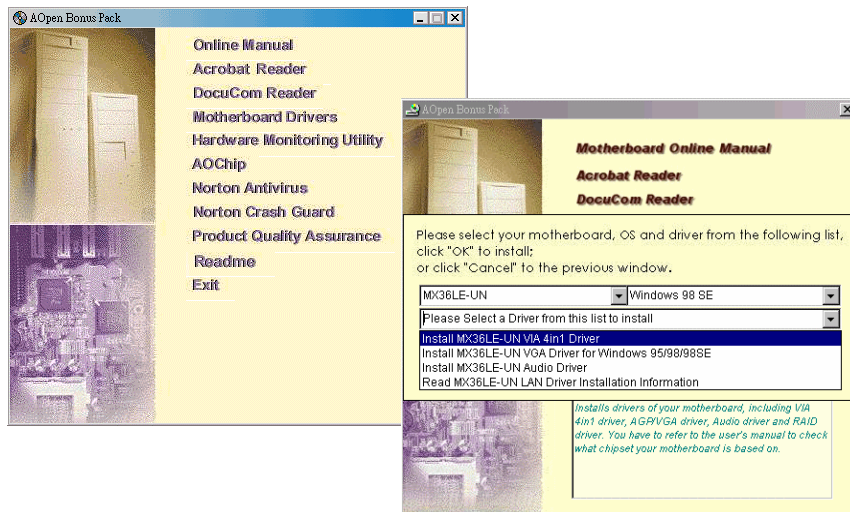 AOpen Bonus Pack
Online Manual
Acrobat Reader
DocuCom Reader
Motherboard Drivers
Hardware Monitoring Utility
AOChip
Norton Antivirus
Norton Crash Guard
Product Quality Assurance
Readme
Exit
AOpen Bonus Pack
Motherboard Online Manual
Acrobat Reader
DocuCom Reader
Please select your motherboard, OS and driver from the following list,
click "OK" to install;
or click "Cancel" to the previous window.
MX36LE-UN Windows 98 SE
Please Select a Driver from this list to install
Install MX36LE-UN VIA 4in1 Driver
Install MX36LE-UN VGA Driver for Windows 95/98/98SE
Install MX36LE-UN Audio Driver
Read MX36LE-UN LAN Driver Installation Information
Installs drivers of your motherboard, including VIA
4in1 driver, AGP/VGA driver, Audio driver and RAID
driver. You have to refer to the user's manual to check
what chipset your motherboard is based on.